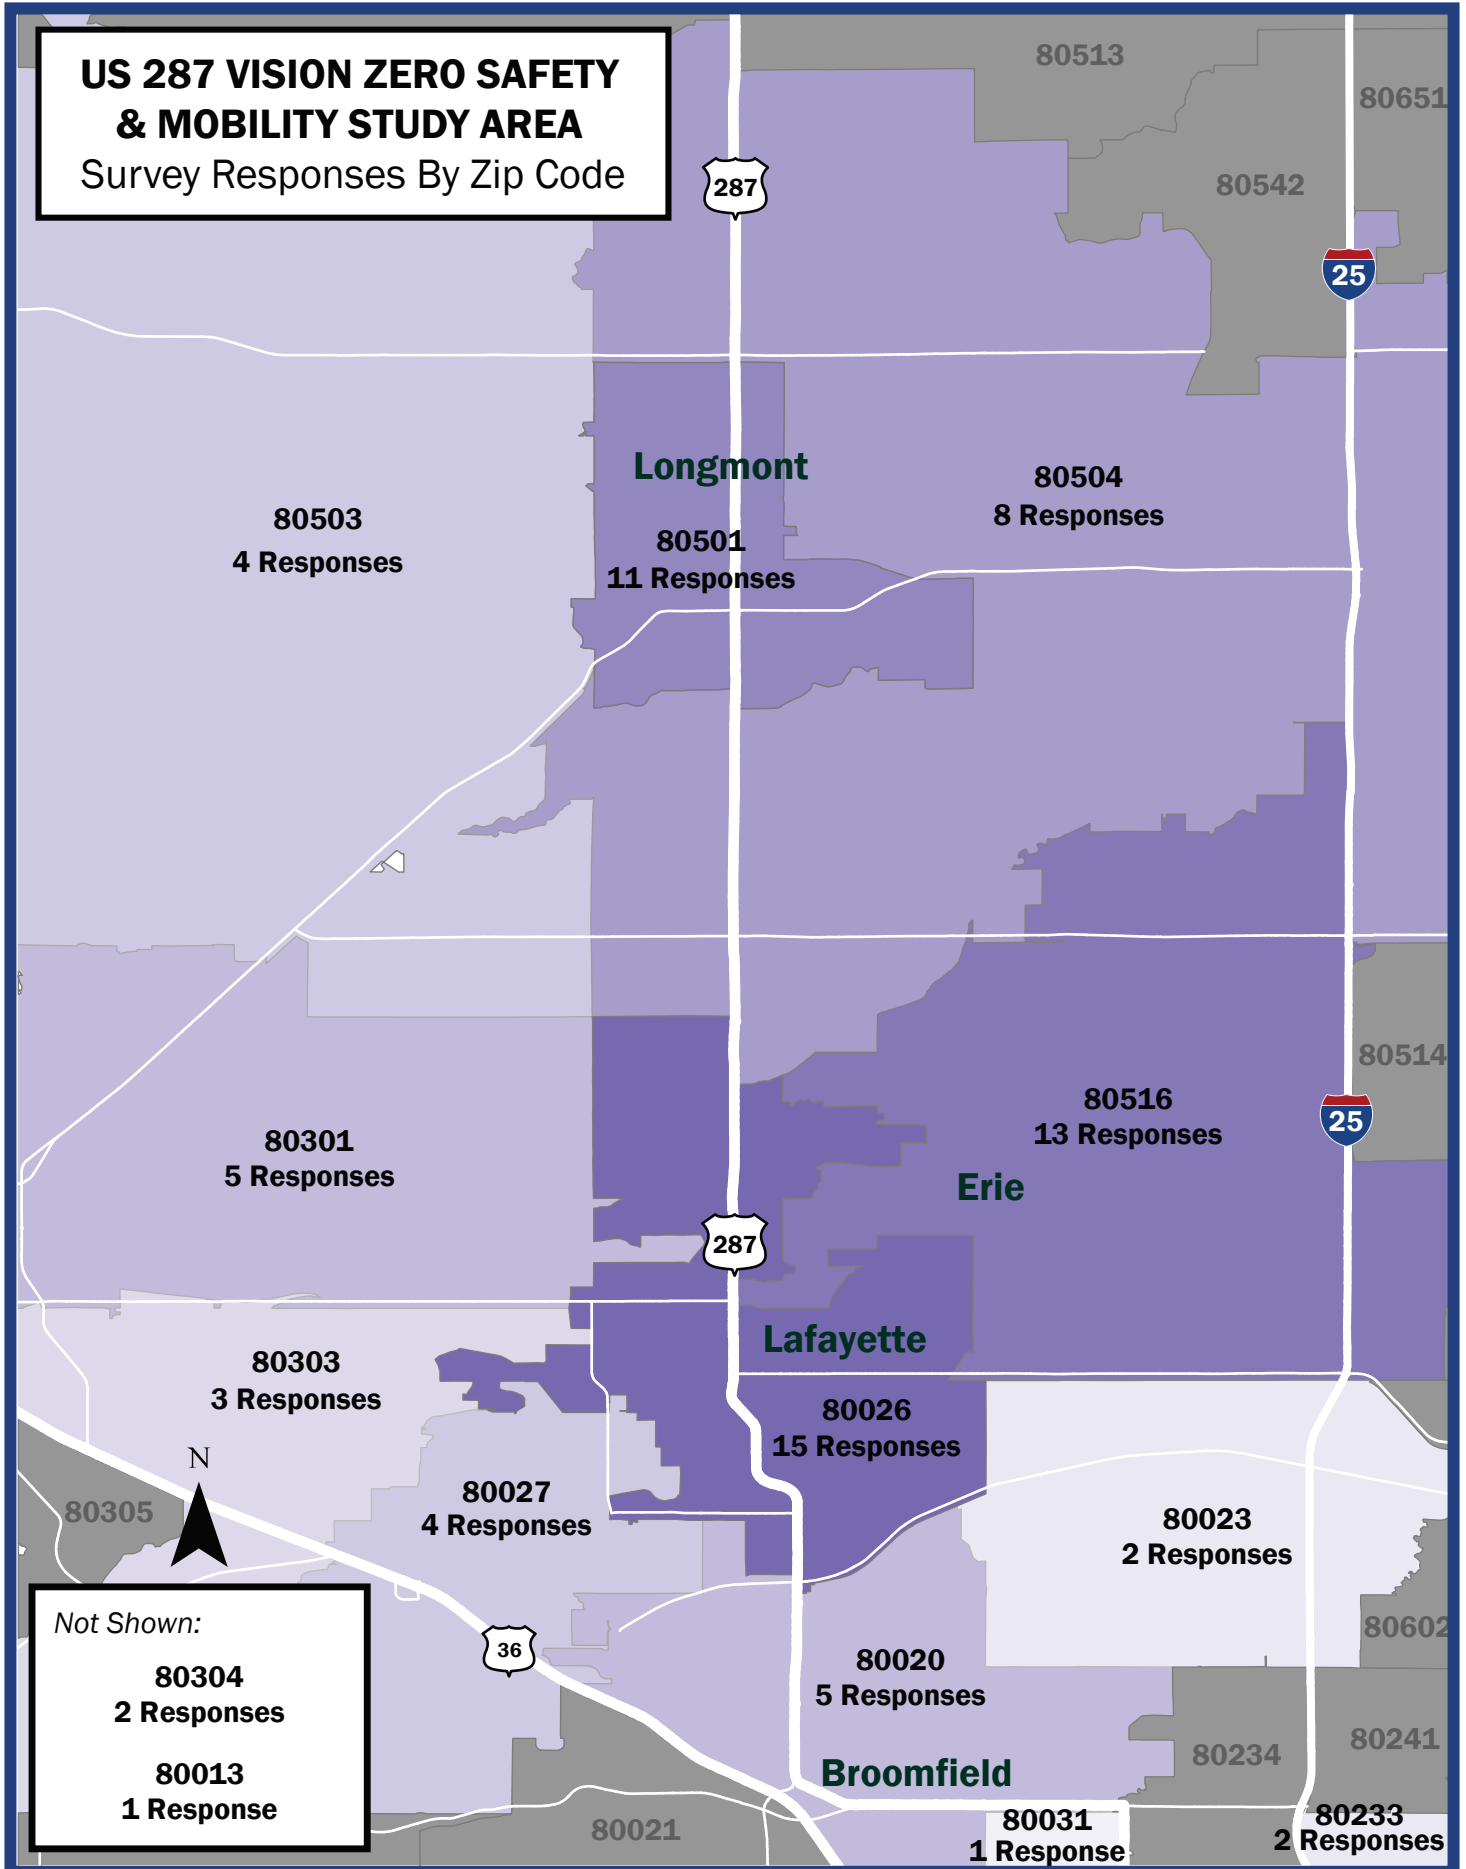 US 287 VISION ZERO SAFETY
& MOBILITY STUDY AREA
Survey Responses By Zip Code
80513
80651
80542
287
25
Longmont
80503
4 Responses
80501
11 Responses
80504
8 Responses
80514
80516
13 Responses
25
80301
5 Responses
Erie
287
Lafayette
80303
3 Responses
80026
15 Responses
N
80305
80027
4 Responses
80023
2 Responses
80602
36
80020
5 Responses
Not Shown:
80304
2 Responses
80013
1 Response
80234
80241
Broomfield
80021
80031
1 Response
80233
2 Responses